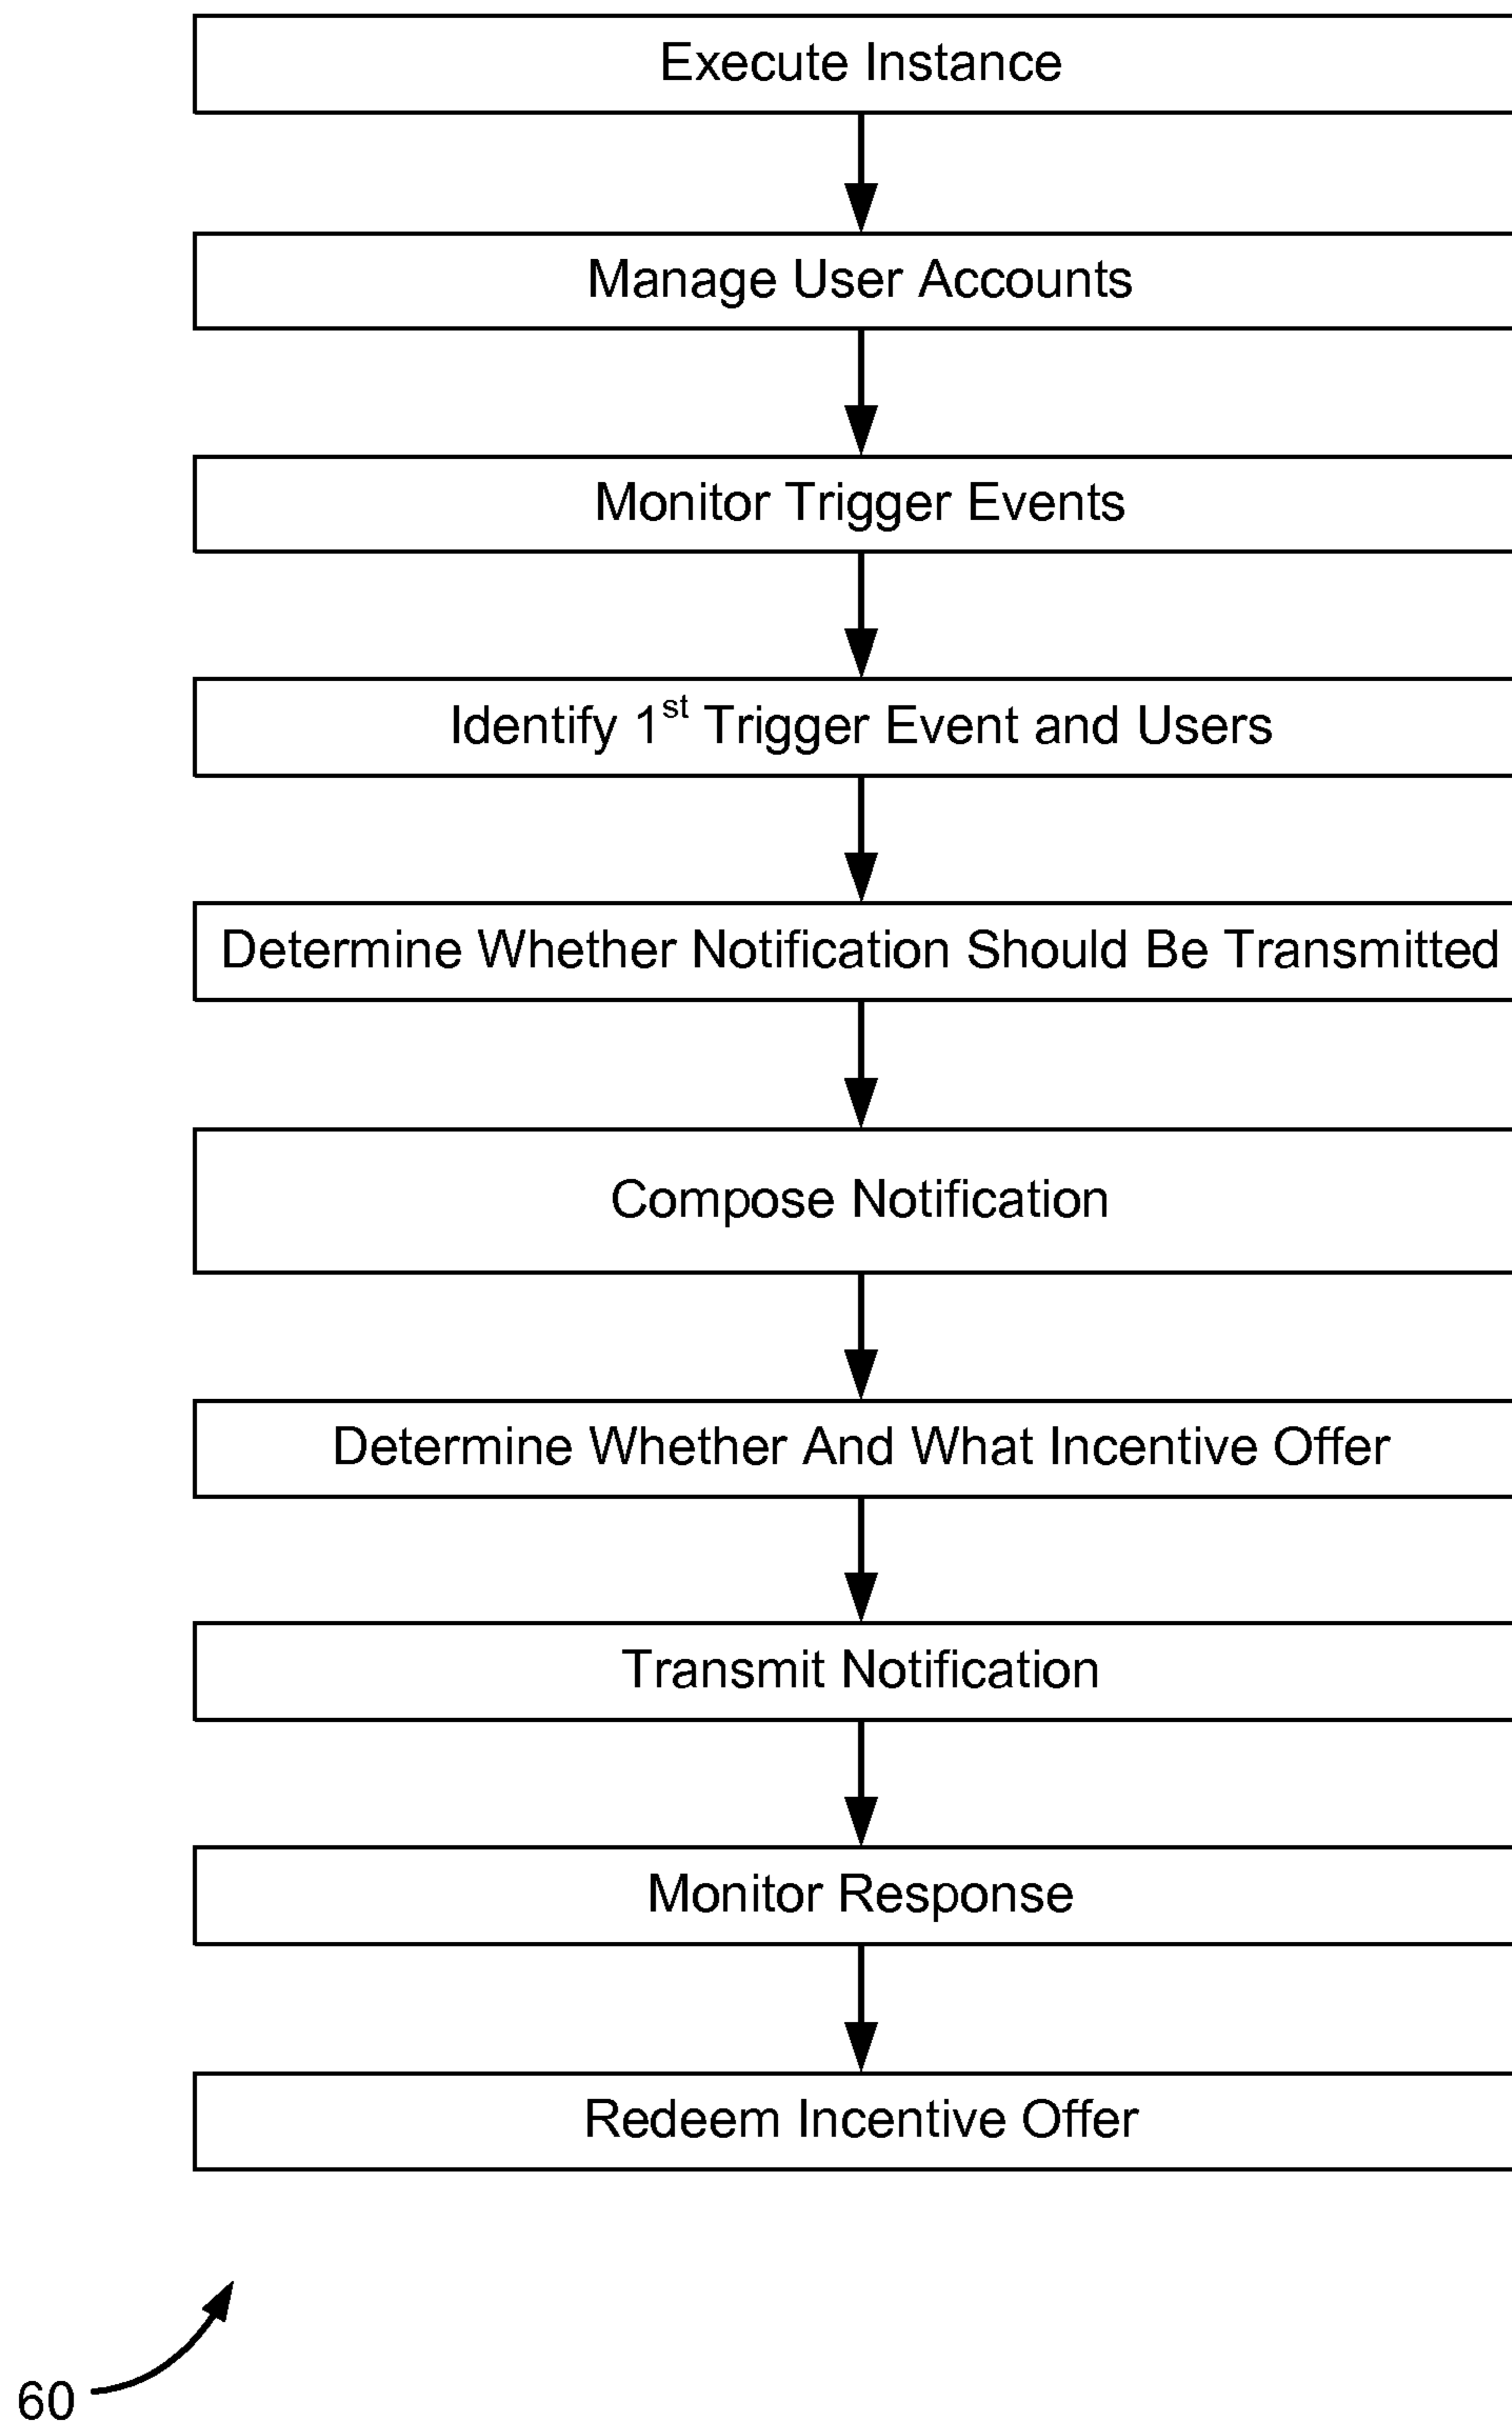 Execute Instance
Manage User Accounts
Monitor Trigger Events
Identify 1st Trigger Event and Users
Determine Whether Notification Should Be Transmitted
Compose Notification
Determine Whether And What Incentive Offer
Transmit Notification
Monitor Response
Redeem Incentive Offer
60